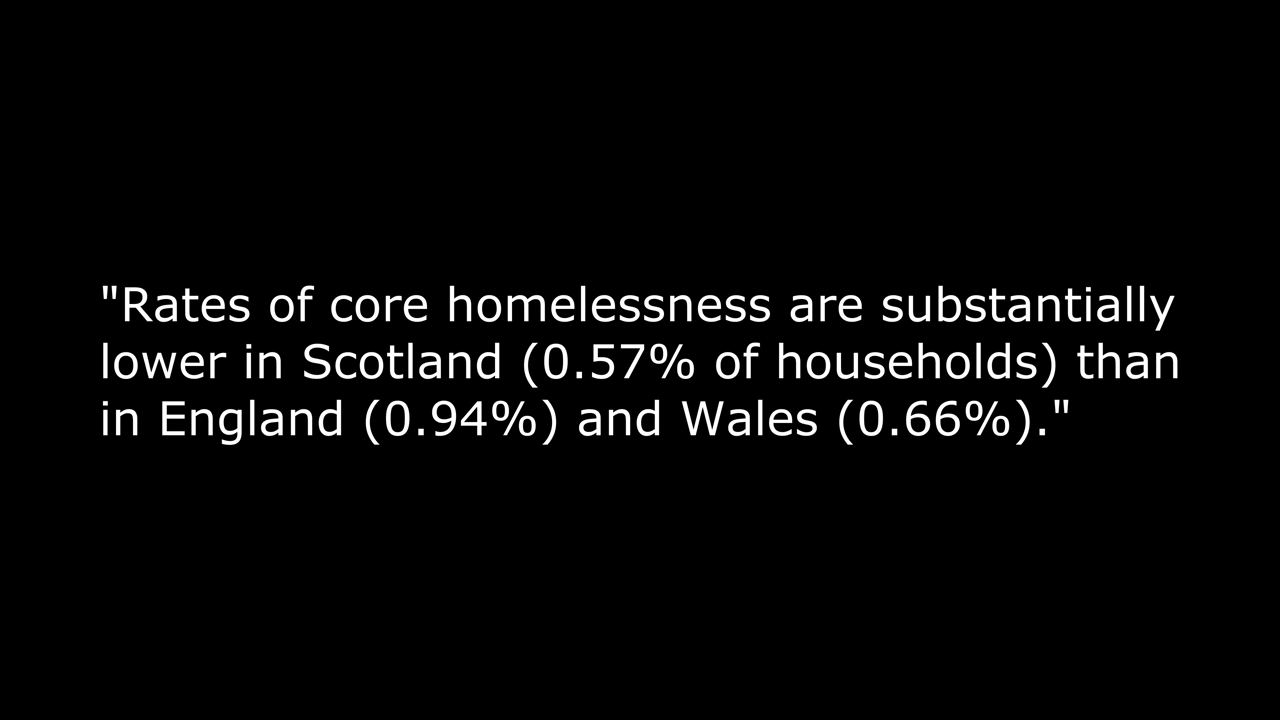 "Rates of core homelessness are substantially
lower in Scotland (0.57% of households) than
in England (0.94%) and Wales (0.66%)."